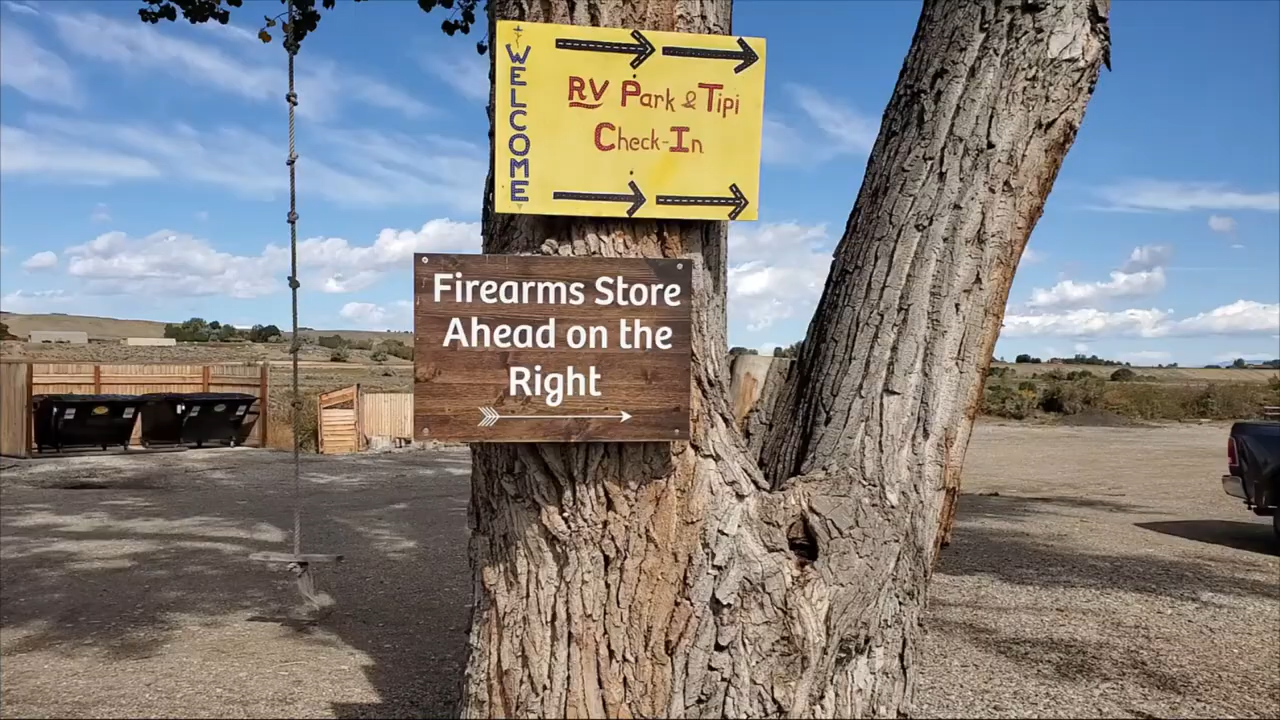 WELCOME
RV Park & Tipi
Check-In
Firearms Store
Ahead on the
Right